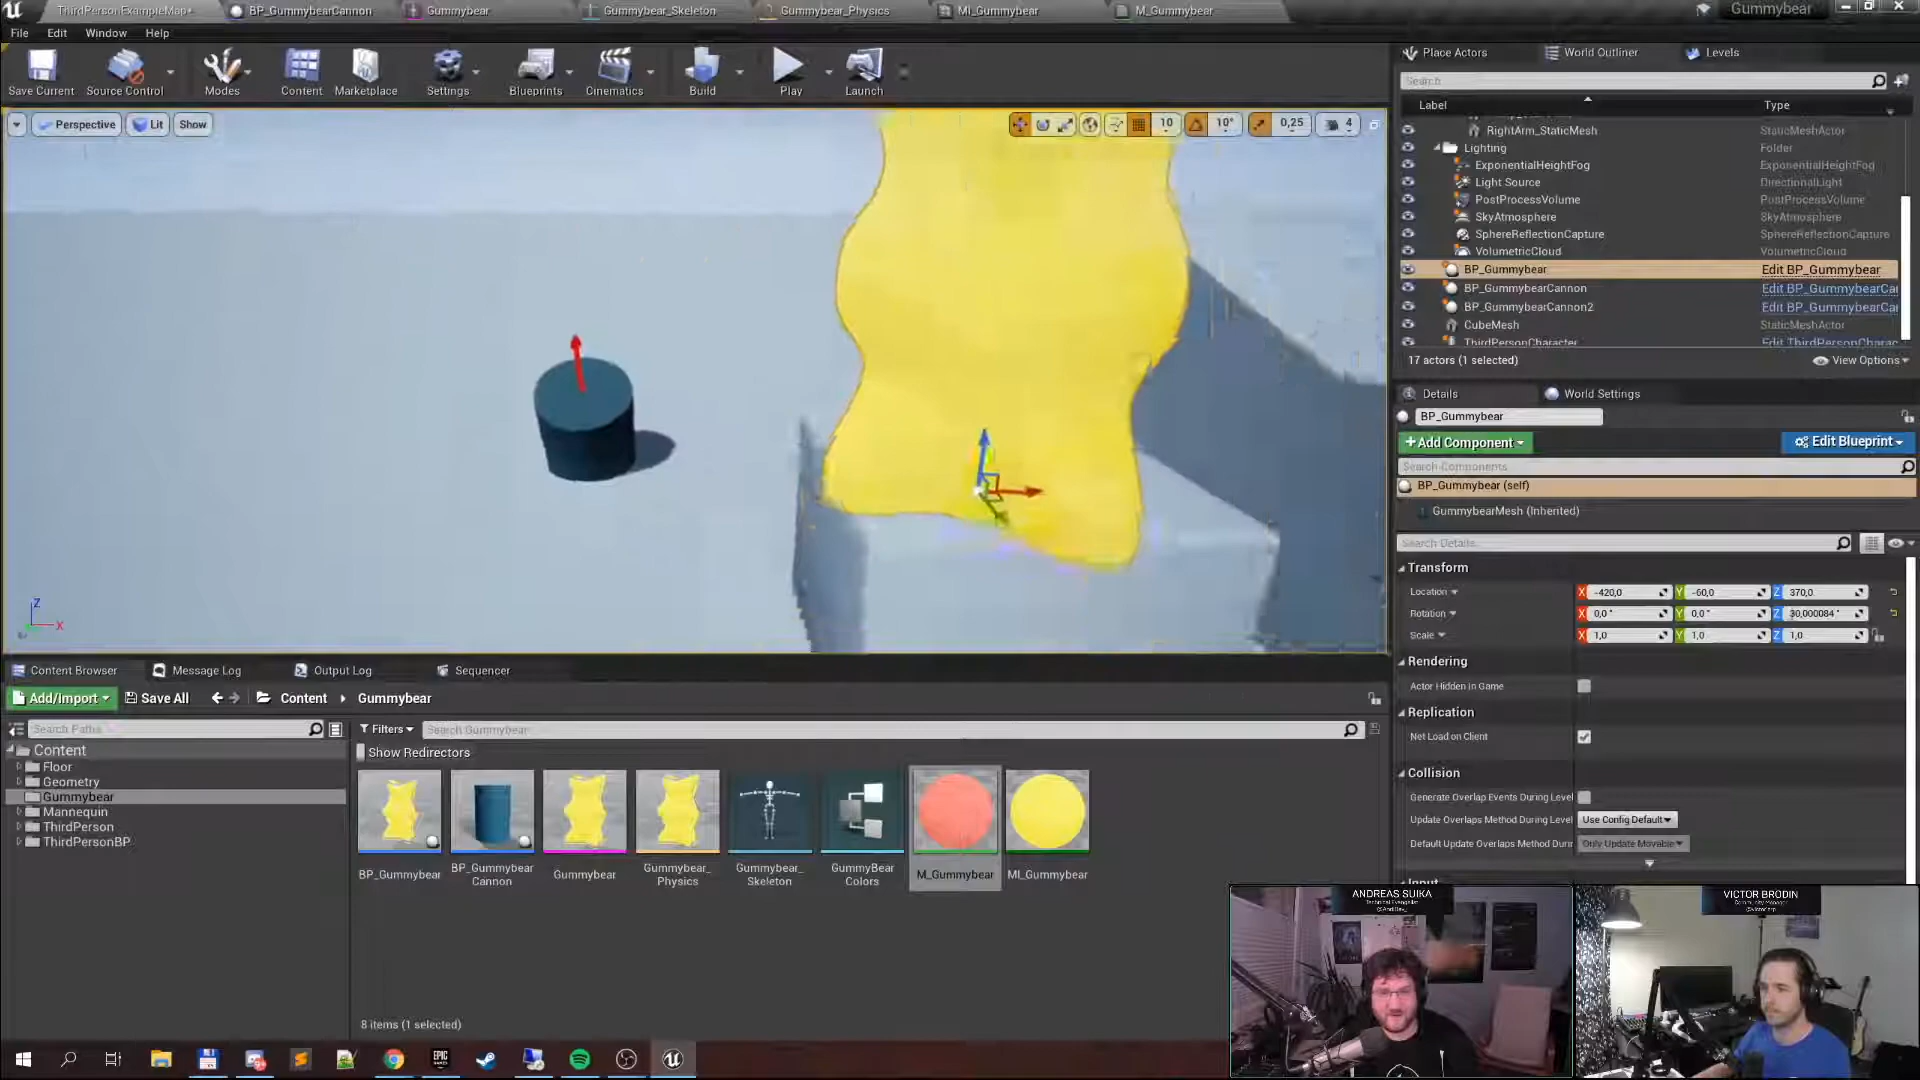 ThirdPersonExampleMap*
BP_GummybearCannon
Gummybear
Gummybear_Skeleton
Gummybear_Physics
MI_Gummybear
M_Gummybear
Gummybear
File
Edit
Window
Help
Save Current
Source Control
Modes
Content
Marketplace
Settings
Blueprints
Cinematics
Build
Play
Launch
Perspective
Lit
Show
10
10°
0,25
4
Z
X
Place Actors
World Outliner
Levels
Search
Label
Type
RightArm_StaticMesh
StaticMeshActor
Lighting
Folder
ExponentialHeightFog
ExponentialHeightFog
Light Source
DirectionalLight
PostProcessVolume
PostProcessVolume
SkyAtmosphere
SkyAtmosphere
SphereReflectionCapture
SphereReflectionCapture
VolumetricCloud
VolumetricCloud
BP_Gummybear
Edit BP_Gummybear
BP_GummybearCannon
Edit BP_GummybearCa
BP_GummybearCannon2
Edit BP_GummybearCa
CubeMesh
StaticMeshActor
ThirdPersonCharacter
Edit ThirdPersonCharac
17 actors (1 selected)
View Options
Details
World Settings
BP_Gummybear
+Add Component
Edit Blueprint
Search Components
BP_Gummybear (self)
GummybearMesh (Inherited)
Search Details
Transform
Location
X -420,0
Y -60,0
Z 370,0
Rotation
X 0,0 °
Y 0,0 °
Z 30,000084 °
Scale
X 1,0
Y 1,0
Z 1,0
Rendering
Actor Hidden in Game
Replication
Net Load on Client
Collision
Generate Overlap Events During Level
Update Overlaps Method During Level
Use Config Default
Default Update Overlaps Method Durin
Only Update Movable
Input
Content Browser
Message Log
Output Log
Sequencer
Add/Import
Save All
Content
Gummybear
Search Paths
Filters
Search Gummybear
Show Redirectors
Content
Floor
Geometry
Gummybear
Mannequin
ThirdPerson
ThirdPersonBP
BP_Gummybear
BP_Gummybear
Cannon
Gummybear
Gummybear_
Physics
Gummybear_
Skeleton
GummyBear
Colors
M_Gummybear
MI_Gummybear
8 items (1 selected)
ANDREAS SUIKA
Technical Evangelist
VICTOR BRODIN
Community Manager
EPIC
GAMES